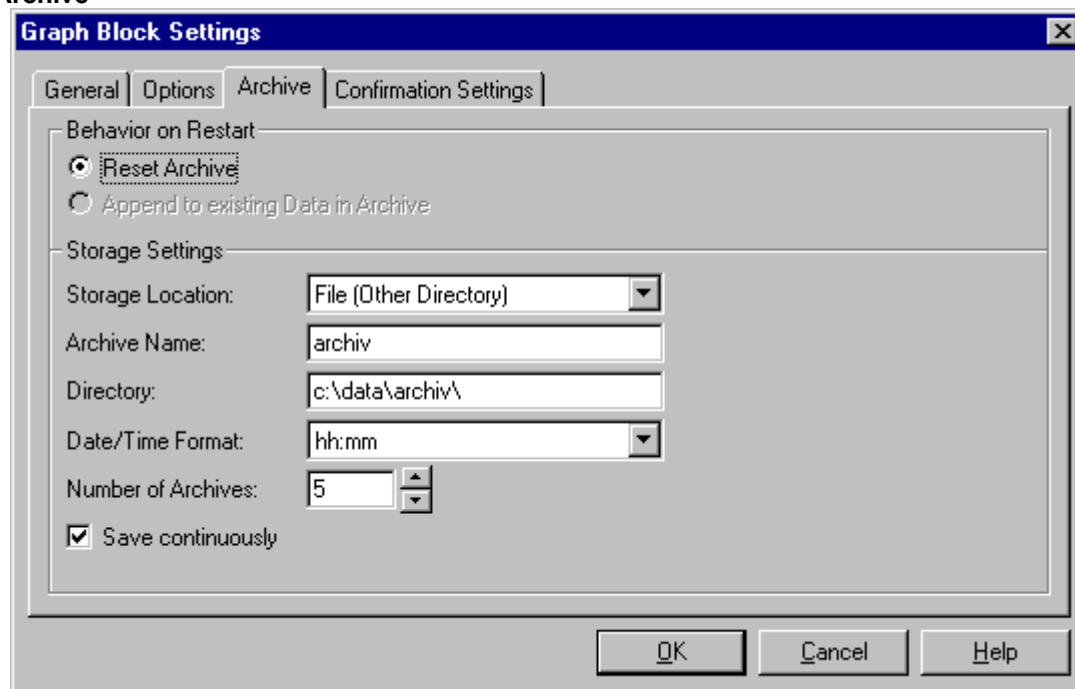 Archive
Graph Block Settings
General Options Archive Confirmation Settings
Behavior on Restart
Reset Archive
Append to existing Data in Archive
Storage Settings
Storage Location: File (Other Directory)
Archive Name: archiv
Directory: c:\data\archiv\
Date/Time Format: hh:mm
Number of Archives: 5
Save continuously
OK Cancel Help